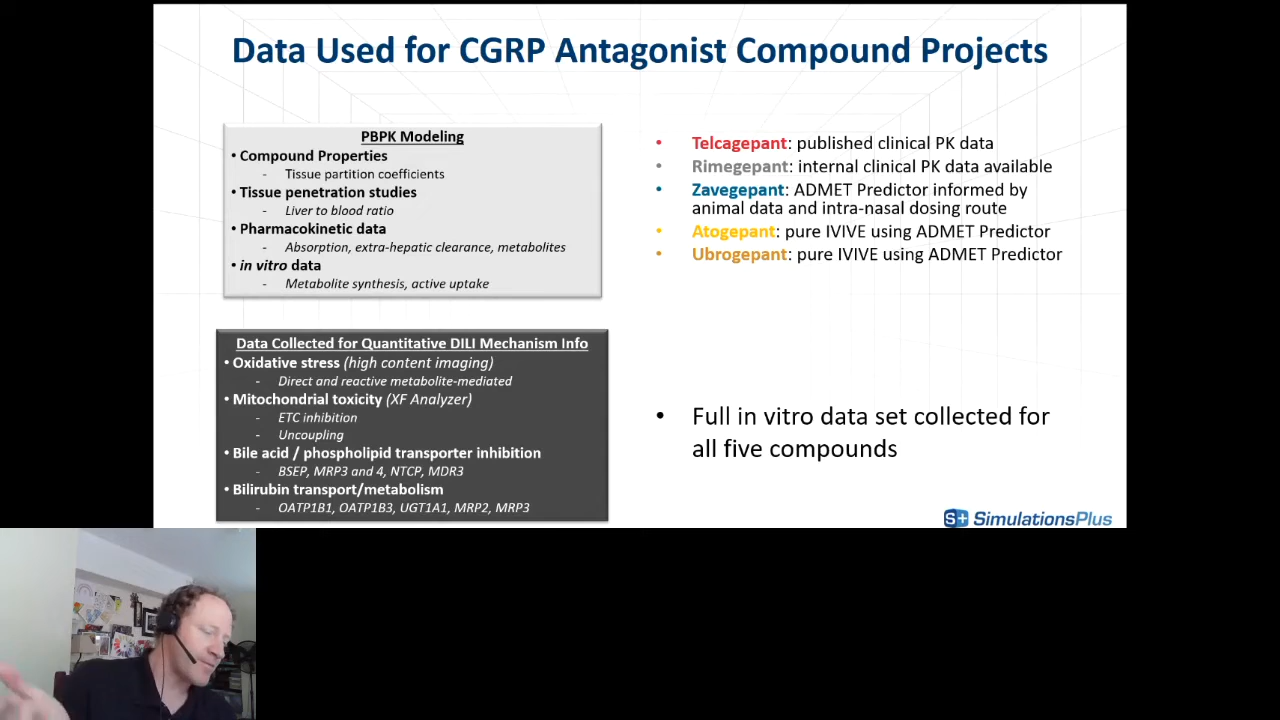 Data Used for CGRP Antagonist Compound Projects
PBPK Modeling
• Compound Properties
- Tissue partition coefficients
• Tissue penetration studies
- Liver to blood ratio
• Pharmacokinetic data
- Absorption, extra-hepatic clearance, metabolites
• in vitro data
- Metabolite synthesis, active uptake
Data Collected for Quantitative DILI Mechanism Info
• Oxidative stress (high content imaging)
- Direct and reactive metabolite-mediated
• Mitochondrial toxicity (XF Analyzer)
- ETC inhibition
- Uncoupling
• Bile acid / phospholipid transporter inhibition
- BSEP, MRP3 and 4, NTCP, MDR3
• Bilirubin transport/metabolism
- OATP1B1, OATP1B3, UGT1A1, MRP2, MRP3
• Telcagepant: published clinical PK data
• Rimegepant: internal clinical PK data available
• Zavegepant: ADMET Predictor informed by
animal data and intra-nasal dosing route
• Atogepant: pure IVIVE using ADMET Predictor
• Ubrogepant: pure IVIVE using ADMET Predictor
• Full in vitro data set collected for
all five compounds
S+ SimulationsPlus